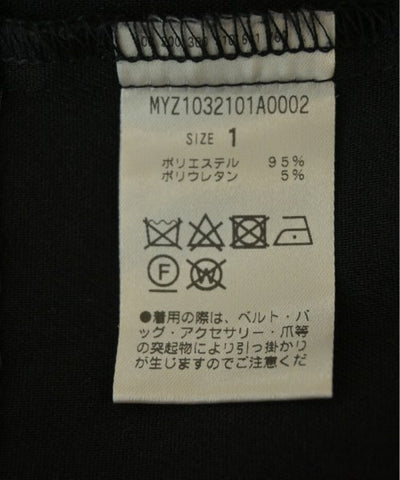 MYZ1032101A0002
SIZE 1
ポリエステル 95%
ポリウレタン 5%
F W
●着用の際は、ベルト・バ
ッグ・アクセサリー・爪等
の突起物により引っ掛かり
が生じますのでご注意くだ